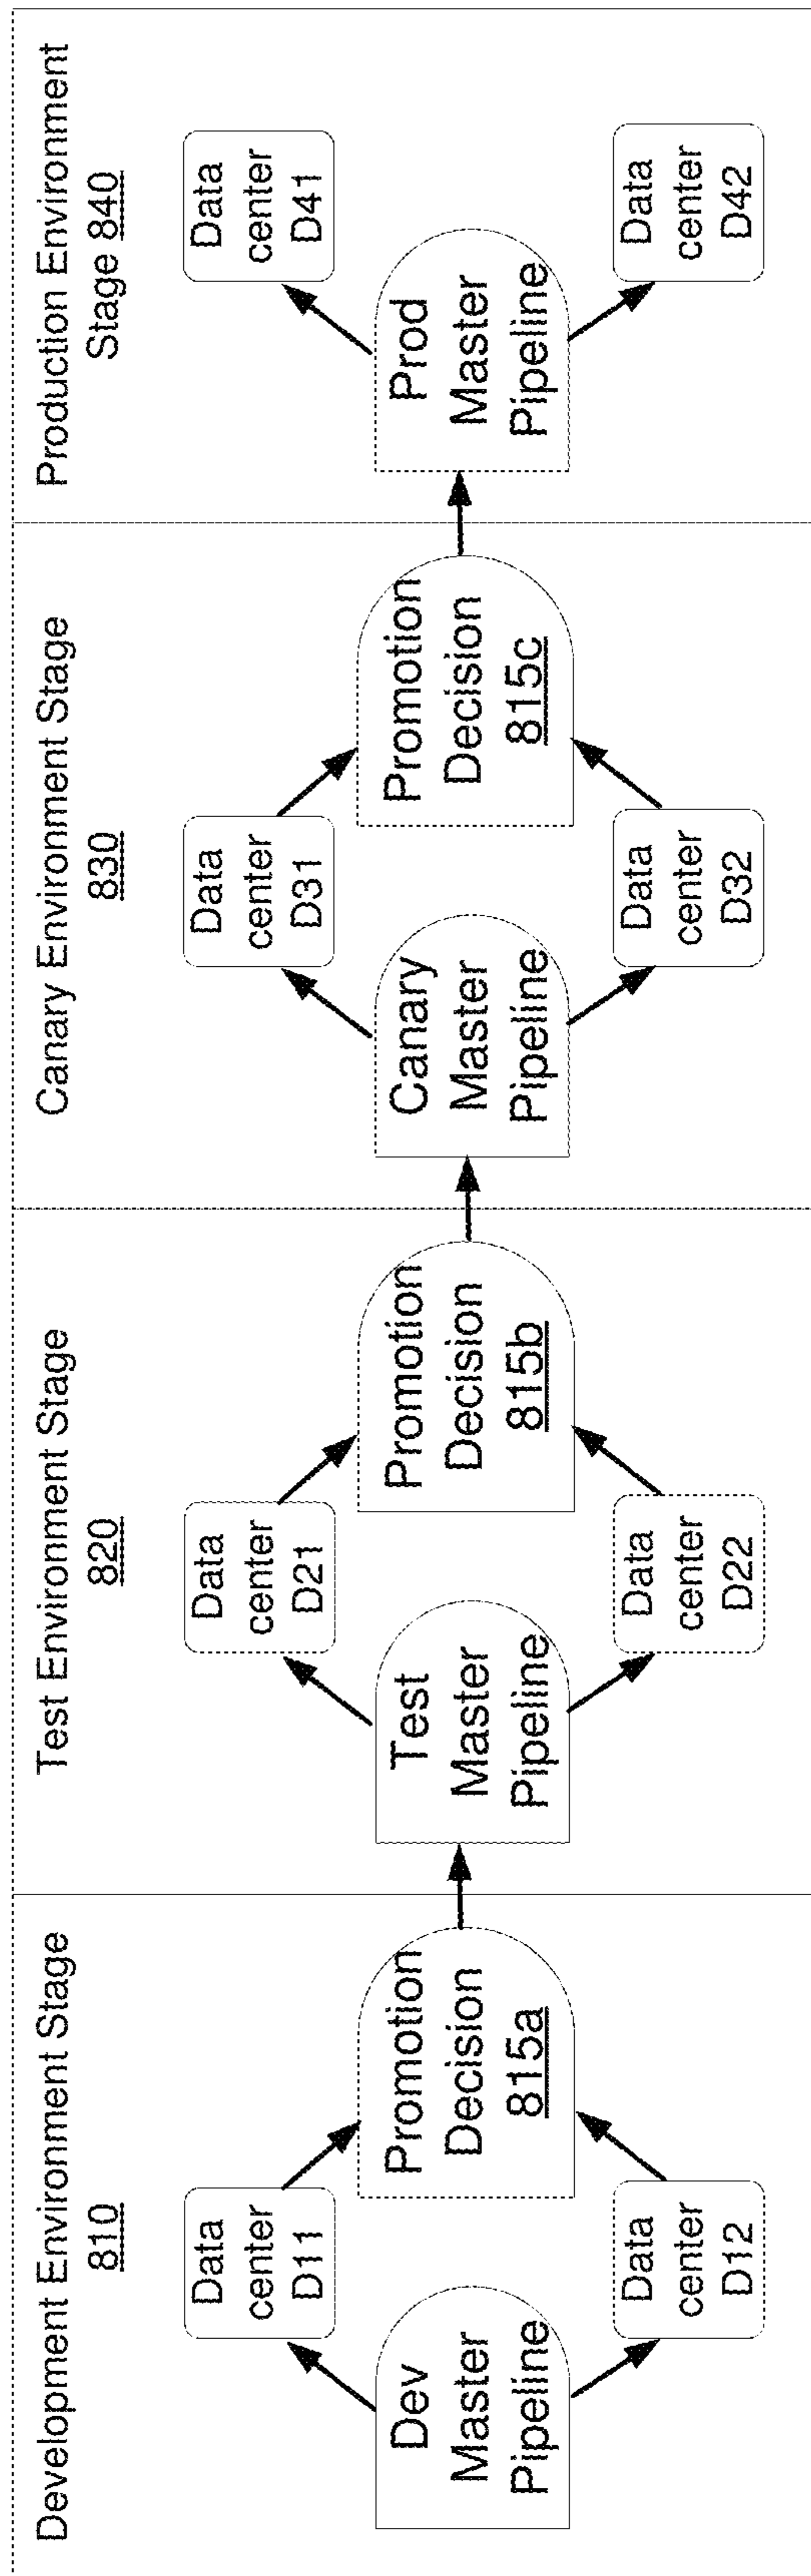 Development Environment Stage
810
Data
center
D11
Dev
Master
Pipeline
Promotion
Decision
815a
Data
center
D12
Test Environment Stage
820
Data
center
D21
Test
Master
Pipeline
Promotion
Decision
815b
Data
center
D22
Canary Environment Stage
830
Data
center
D31
Canary
Master
Pipeline
Promotion
Decision
815c
Data
center
D32
Production Environment
Stage 840
Data
center
D41
Prod
Master
Pipeline
Data
center
D42